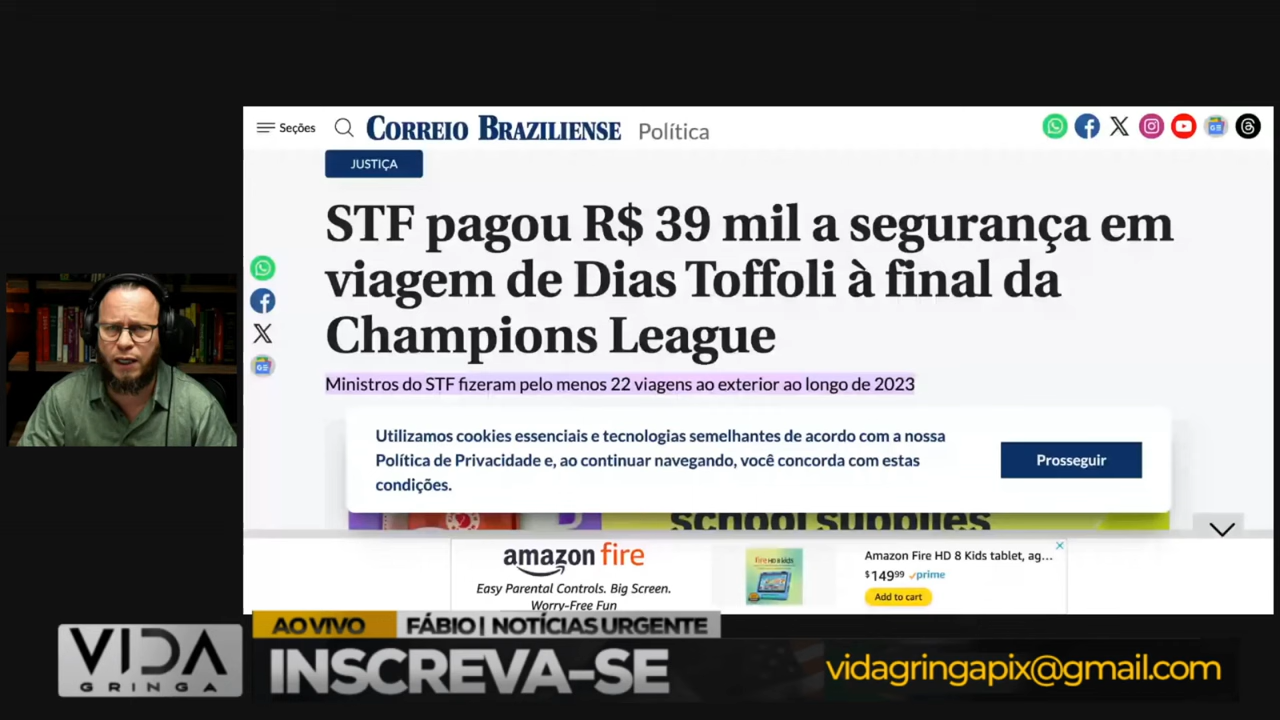 Seções
CORREIO BRAZILIENSE
Política
JUSTIÇA
STF pagou R$ 39 mil a segurança em
viagem de Dias Toffoli à final da
Champions League
Ministros do STF fizeram pelo menos 22 viagens ao exterior ao longo de 2023
Utilizamos cookies essenciais e tecnologias semelhantes de acordo com a nossa
Política de Privacidade e, ao continuar navegando, você concorda com estas
condições.
Prosseguir
school supplies
amazon fire
Easy Parental Controls. Big Screen.
Worry-Free Fun
fire HD 8 kids
Amazon Fire HD 8 Kids tablet, ag...
$149.99 prime
Add to cart
AO VIVO
FÁBIO | NOTÍCIAS URGENTE
VIDA
GRINGA
INSCREVA-SE
vidagringapix@gmail.com